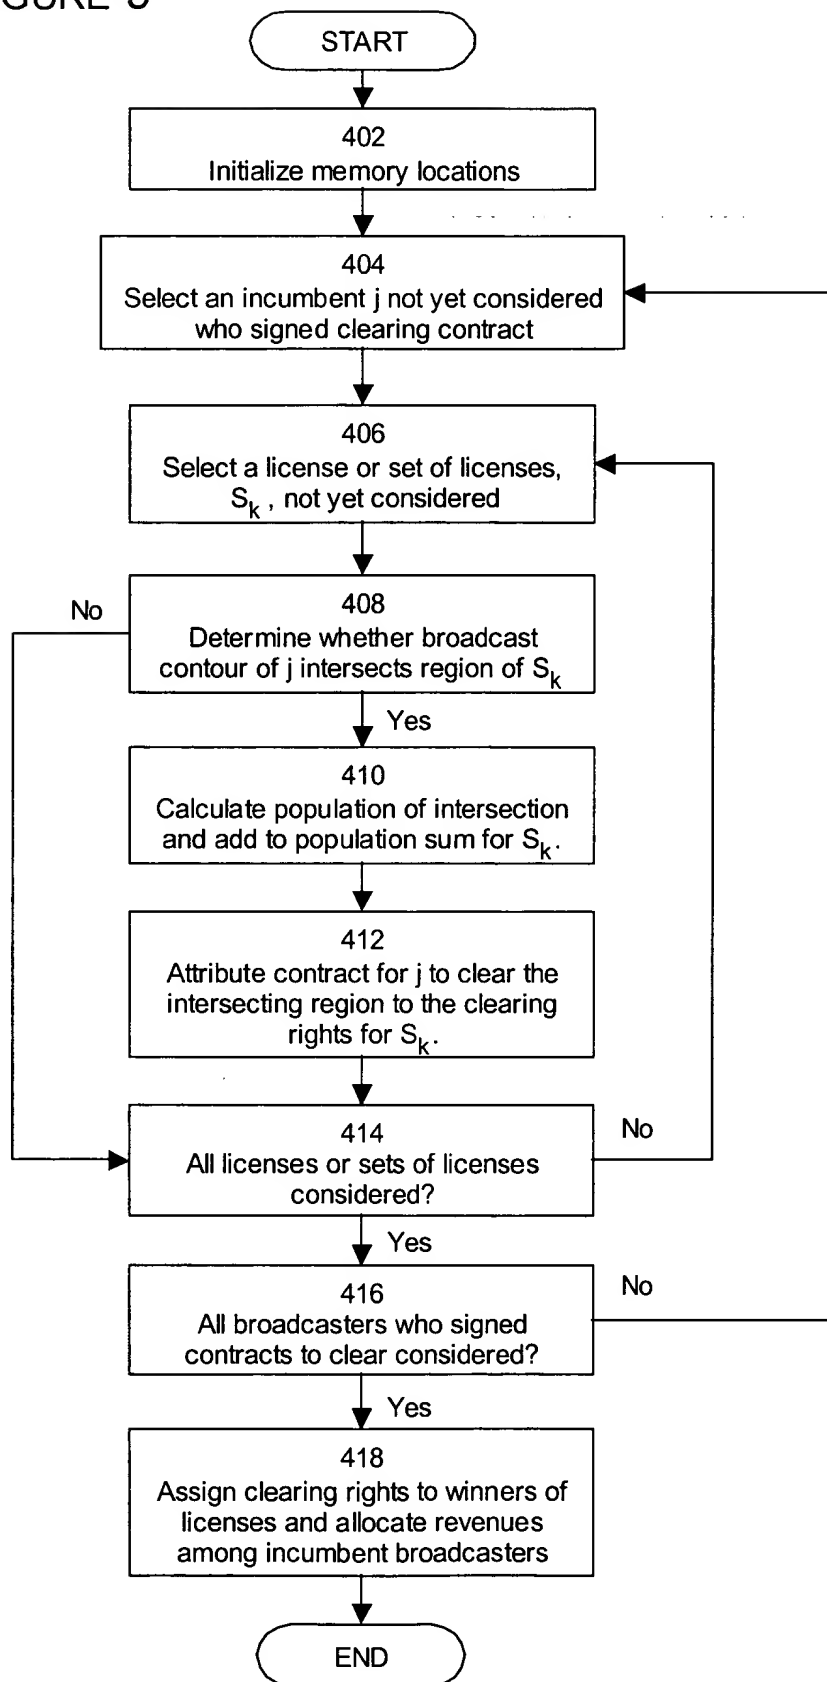 START
402
Initialize memory locations
404
Select an incumbent j not yet considered
who signed clearing contract
406
Select a license or set of licenses,
Sk , not yet considered
No
408
Determine whether broadcast
contour of j intersects region of Sk
Yes
410
Calculate population of intersection
and add to population sum for Sk.
412
Attribute contract for j to clear the
intersecting region to the clearing
rights for Sk.
414
All licenses or sets of licenses
considered?
No
Yes
416
All broadcasters who signed
contracts to clear considered?
No
Yes
418
Assign clearing rights to winners of
licenses and allocate revenues
among incumbent broadcasters
END